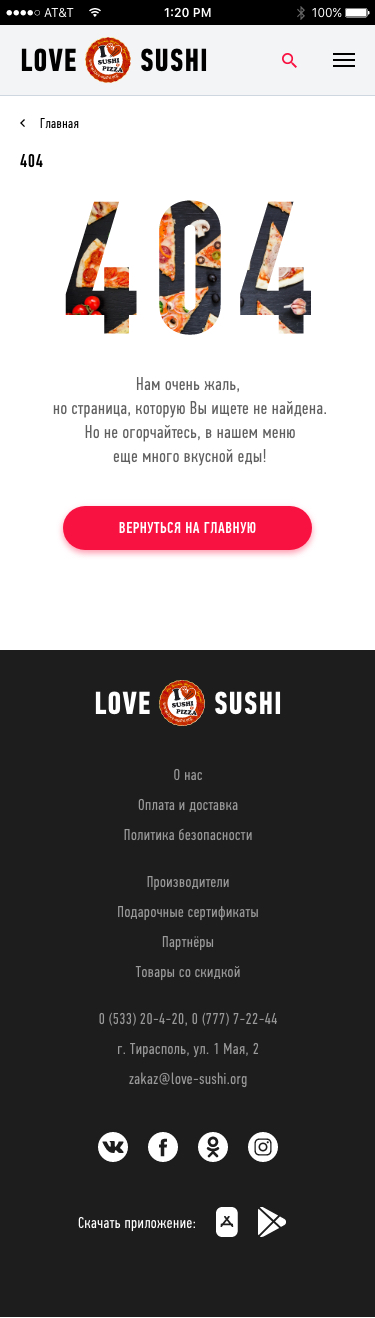 AT&T 1:20 PM 100%
LOVE I SUSHI PIZZA SUSHI
Главная
404
404
Нам очень жаль,
но страница, которую Вы ищете не найдена.
Но не огорчайтесь, в нашем меню
еще много вкусной еды!
ВЕРНУТЬСЯ НА ГЛАВНУЮ
LOVE I SUSHI PIZZA SUSHI
О нас
Оплата и доставка
Политика безопасности
Производители
Подарочные сертификаты
Партнёры
Товары со скидкой
0 (533) 20-4-20, 0 (777) 7-22-44
г. Тирасполь, ул. 1 Мая, 2
zakaz@love-sushi.org
Скачать приложение: